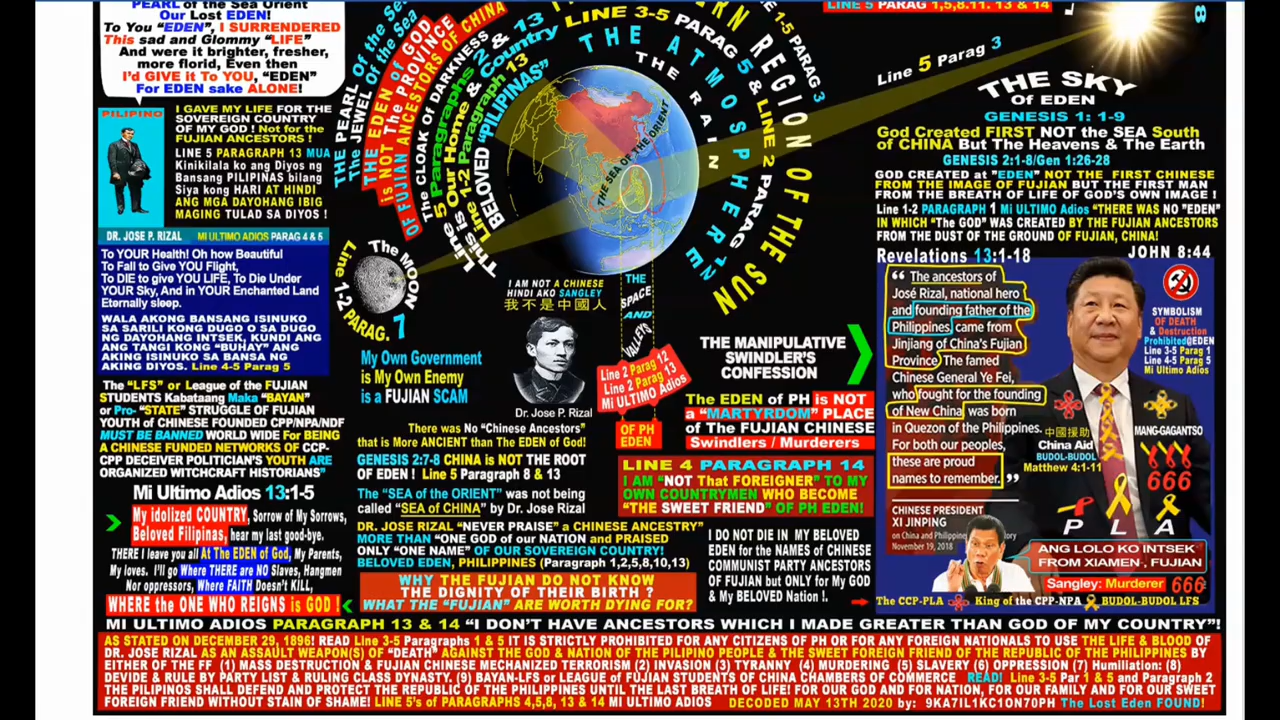 PEARL of the Sea Orient
Our Lost EDEN!
To You "EDEN", I SURRENDERED
This sad and Glommy "LIFE"
And were it brighter, fresher,
more florid, Even then
I'd GIVE it To YOU, "EDEN"
For EDEN sake ALONE!
PILIPINO
I GAVE MY LIFE FOR THE
SOVEREIGN COUNTRY
OF MY GOD ! Not for the
FUJIAN ANCESTORS !
LINE 5 PARAGRAPH 13 MUA
Kinikilala ko ang Diyos ng
Bansang PILIPINAS bilang
Siya kong HARI AT HINDI
ANG MGA DAYOHANG IBIG
MAGING TULAD SA DIYOS !
DR. JOSE P. RIZAL MI ULTIMO ADIOS PARAG 4 & 5
To YOUR Health! Oh how Beautiful
To Fall to Give YOU Flight,
To DIE to giveYOU LIFE, To Die Under
YOUR Sky, And in YOUR Enchanted Land
Eternally sleep.
WALA AKONG BANSANG ISINUKO
SA SARILI KONG DUGO O SA DUGO
NG DAYOHANG INTSEK, KUNDI ANG
ANG TANGI KONG "BUHAY" ANG
AKING ISINUKO SA BANSA NG
AKING DIYOS. Line 4-5 Parag 5
The "LFS" or League of the FUJIAN
STUDENTS Kabataang Maka "BAYAN"
or Pro- "STATE" STRUGGLE OF FUJIAN
YOUTH of CHINESE FOUNDED CPP/NPA/NDF
MUST BE BANNED WORLD WIDE For BEING
A CHINESE FUNDED NETWORKS OF CCP-
CPP DECEIVER POLITICIAN'S YOUTH ARE
ORGANIZED WITCHCRAFT HISTORIANS"
Mi Ultimo Adios 13:1-5
My idolized COUNTRY, Sorrow of My Sorrows,
Beloved Filipinas, hear my last good-bye.
THERE I leave you all At The EDEN of God, My Parents,
My loves. I'll go Where THERE are NO Slaves, Hangmen
Nor oppressors, Where FAITH Doesn't KILL,
WHERE the ONE WHO REIGNS is GOD !
THE PEARL of the Sea
The JEWEL Of the Sea
THE EDEN of GOD
is NOT The PROVINCE
OF FUJIAN ANCESTORS OF CHINA
The CLOAK of DARKNESS
Line 5 Paragraphs 2 & 13
This is Our Home & Country
Line 1-2 Paragraph 13
BELOVED "PILIPINAS"
LINE 3-5 PARAG 5 & LINE 2 PARAG
THE ATMOSPHERE
THE RAIN
REGION OF THE SUN
1-5 PARAG 3
THE SEA OF THE ORIENT
The MOON
Line 1-2 PARAG. 7
LINE 5 PARAG 1,5,8.11. 13 & 14
Line 5 Parag 3
8
I AM NOT A CHINESE
HINDI AKO SANGLEY
我不是中國人
THE
SPACE
AND
VALLEYS
My Own Government
is My Own Enemy
is a FUJIAN SCAM
Dr. Jose P. Rizal
Line 2 Parag 12
Line 2 Parag 13
Mi ULTIMO Adios
OF PH
EDEN
There was No "Chinese Ancestors"
that is More ANCIENT than The EDEN of God!
GENESIS 2:7-8 CHINA is NOT THE ROOT
OF EDEN ! Line 5 Paragraph 8 & 13
The "SEA of the ORIENT" was not being
called "SEA of CHINA" by Dr. Jose Rizal
DR. JOSE RIZAL "NEVER PRAISE" a CHINESE ANCESTRY"
MORE THAN "ONE GOD of our NATION and PRAISED
ONLY "ONE NAME" OF OUR SOVEREIGN COUNTRY!
BELOVED EDEN, PHILIPPINES (Paragraph 1,2,5,8,10,13)
WHY THE FUJIAN DO NOT KNOW
THE DIGNITY OF THEIR BIRTH ?
WHAT THE "FUJIAN" ARE WORTH DYING FOR?
THE MANIPULATIVE
SWINDLER'S
CONFESSION
The EDEN of PH is NOT
a "MARTYRDOM" PLACE
of The FUJIAN CHINESE
Swindlers / Murderers
LINE 4 PARAGRAPH 14
I AM "NOT That FOREIGNER" TO MY
OWN COUNTRYMEN WHO BECOME
"THE SWEET FRIEND" OF PH EDEN!
I DO NOT DIE IN MY BELOVED
EDEN for the NAMES of CHINESE
COMMUNIST PARTY ANCESTORS
OF FUJIAN but ONLY for My GOD
& My BELOVED Nation !.
THE SKY
Of EDEN
GENESIS 1: 1-9
God Created FIRST NOT the SEA South
of CHINA But The Heavens & The Earth
GENESIS 2:1-8/Gen 1:26-28
GOD CREATED at "EDEN" NOT THE FIRST CHINESE
FROM THE IMAGE OF FUJIAN BUT THE FIRST MAN
FROM THE BREATH OF LIFE OF GOD'S OWN IMAGE !
Line 1-2 PARAGRAPH 1 Mi ULTIMO Adios "THERE WAS NO "EDEN"
IN WHICH "The GOD" WAS CREATED BY THE FUJIAN ANCESTORS
FROM THE DUST OF THE GROUND OF FUJIAN, CHINA!
Revelations 13:1-18 JOHN 8:44
“ The ancestors of
José Rizal, national hero
and founding father of the
Philippines, came from
Jinjiang of China's Fujian
Province The famed
Chinese General Ye Fei,
who fought for the founding
of New China, was born
in Quezon of the Philippines.
For both our peoples,
these are proud
names to remember. ”
CHINESE PRESIDENT
XI JINPING
on China and Philippines
November 19, 2018
SYMBOLISM
OF DEATH
& Destruction
Prohibited@EDEN
Line 3-5 Parag 1
Line 4-5 Parag 5
Mi ULTIMO Adios
中國援助
China Aid
BUDOL-BUDOL
Matthew 4:1-11
MANG-GAGANTSO
666
P L A
ANG LOLO KO INTSEK
FROM XIAMEN , FUJIAN
Sangley: Murderer 666
The CCP-PLA King of the CPP-NPA BUDOL-BUDOL LFS
MI ULTIMO ADIOS PARAGRAPH 13 & 14 “I DON'T HAVE ANCESTORS WHICH I MADE GREATER THAN GOD OF MY COUNTRY"!
AS STATED ON DECEMBER 29, 1896! READ Line 3-5 Paragraphs 1 & 5 IT IS STRICTLY PROHIBITED FOR ANY CITIZENS OF PH OR FOR ANY FOREIGN NATIONALS TO USE THE LIFE & BLOOD OF
DR. JOSE RIZAL AS AN ASSAULT WEAPON(S) OF "DEATH" AGAINST THE GOD & NATION OF THE PILIPINO PEOPLE & THE SWEET FOREIGN FRIEND OF THE REPUBLIC OF THE PHILIPPINES BY
EITHER OF THE FF (1) MASS DESTRUCTION & FUJIAN CHINESE MECHANIZED TERRORISM (2) INVASION (3) TYRANNY (4) MURDERING (5) SLAVERY (6) OPPRESSION (7) Humiliation: (8)
DEVIDE & RULE BY PARTY LIST & RULING CLASS DYNASTY. (9) BAYAN-LFS or LEAGUE OF FUJIAN STUDENTS OF CHINA CHAMBERS OF COMMERCE READ! Line 3-5 Par 1 & 5 and Paragraph 2
THE PILIPINOS SHALL DEFEND AND PROTECT THE REPUBLIC OF THE PHILIPPINES UNTIL THE LAST BREATH OF LIFE! FOR OUR GOD AND FOR NATION, FOR OUR FAMILY AND FOR OUR SWEET
FOREIGN FRIEND WITHOUT STAIN OF SHAME! LINE 5's OF PARAGRAPHS 4,5,8, 13 & 14 MI ULTIMO ADIOS DECODED MAY 13TH 2020 by: 9KA7IL1KC1ON70PH The Lost Eden FOUND!